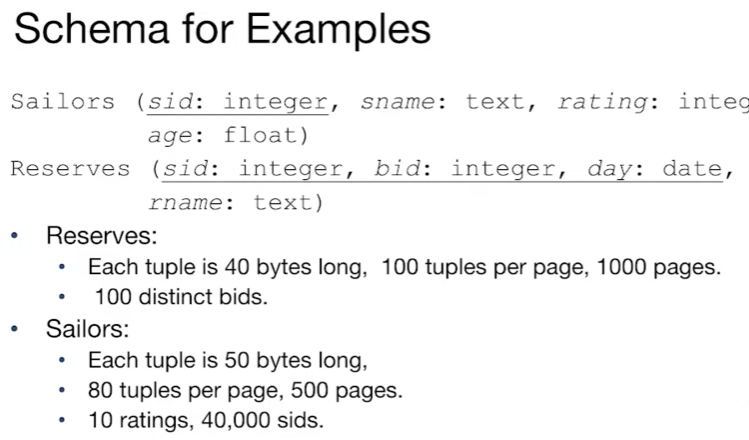 Schema for Examples
Sailors (sid: integer, sname: text, rating: integ
age: float)
Reserves (sid: integer, bid: integer, day: date,
rname: text)
• Reserves:
• Each tuple is 40 bytes long, 100 tuples per page, 1000 pages.
• 100 distinct bids.
• Sailors:
• Each tuple is 50 bytes long,
• 80 tuples per page, 500 pages.
• 10 ratings, 40,000 sids.